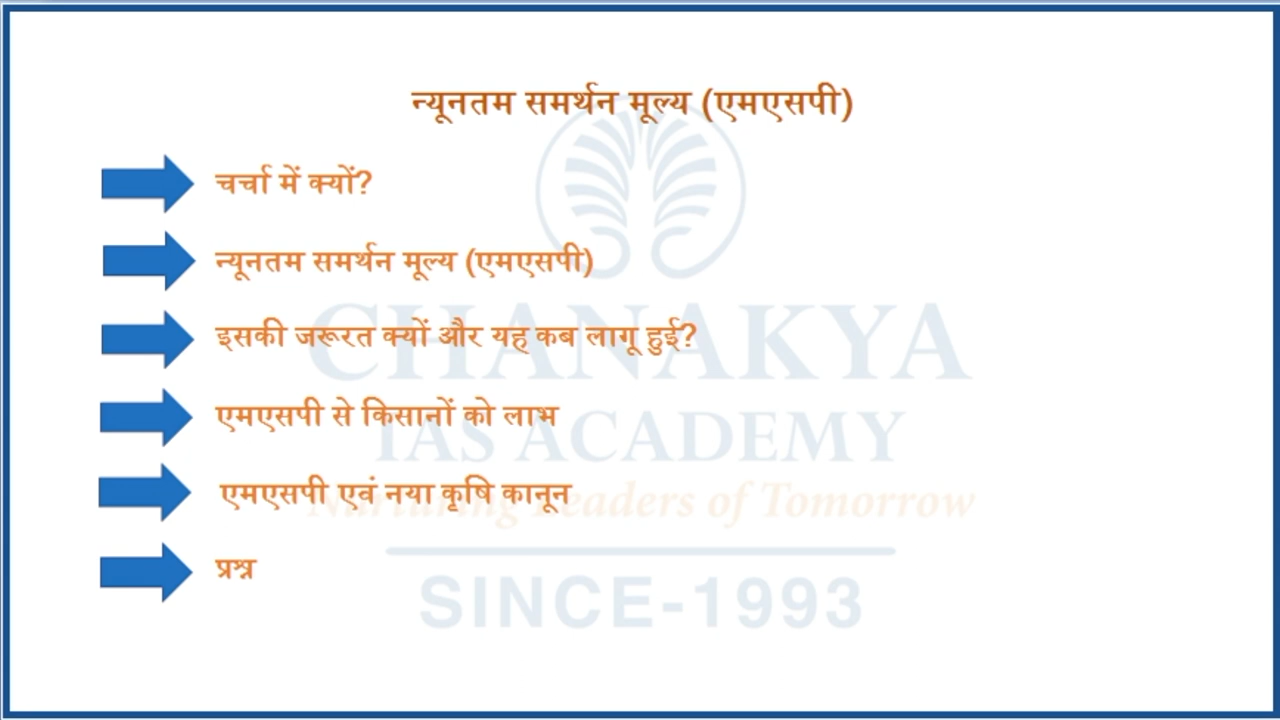 न्यूनतम समर्थन मूल्य (एमएसपी)
चर्चा में क्यों?
न्यूनतम समर्थन मूल्य (एमएसपी)
इसकी जरूरत क्यों और यह कब लागू हुई?
एमएसपी से किसानों को लाभ
एमएसपी एवं नया कृषि कानून
प्रश्न
CHANAKYA
IAS ACADEMY
Nurturing Leaders of Tomorrow
SINCE-1993